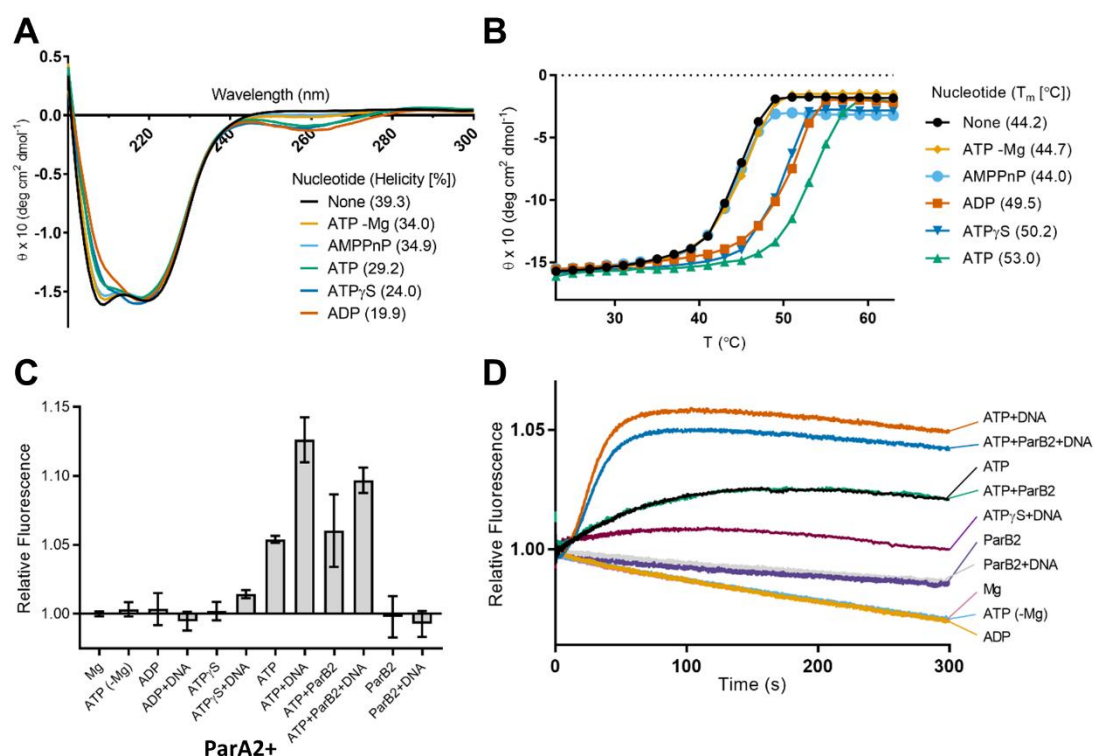 A
0.5
0.0
-0.5
-1.0
-1.5
θ x 10 (deg cm² dmol⁻¹)
Wavelength (nm)
220
240
260
280
300
Nucleotide (Helicity [%])
None (39.3)
ATP -Mg (34.0)
AMPPnP (34.9)
ATP (29.2)
ATPγS (24.0)
ADP (19.9)
B
0
-5
-10
-15
θ x 10 (deg cm² dmol⁻¹)
30
40
50
60
T (°C)
Nucleotide (Tm [°C])
None (44.2)
ATP -Mg (44.7)
AMPPnP (44.0)
ADP (49.5)
ATPγS (50.2)
ATP (53.0)
C
1.15
1.10
1.05
1.00
Relative Fluorescence
Mg
ATP (-Mg)
ADP
ADP+DNA
ATPγS
ATPγS+DNA
ATP
ATP+DNA
ATP+ParB2
ATP+ParB2+DNA
ParB2
ParB2+DNA
ParA2+
D
1.05
1.00
Relative Fluorescence
0
100
200
300
Time (s)
ATP+DNA
ATP+ParB2+DNA
ATP
ATP+ParB2
ATPγS+DNA
ParB2
ParB2+DNA
Mg
ATP (-Mg)
ADP